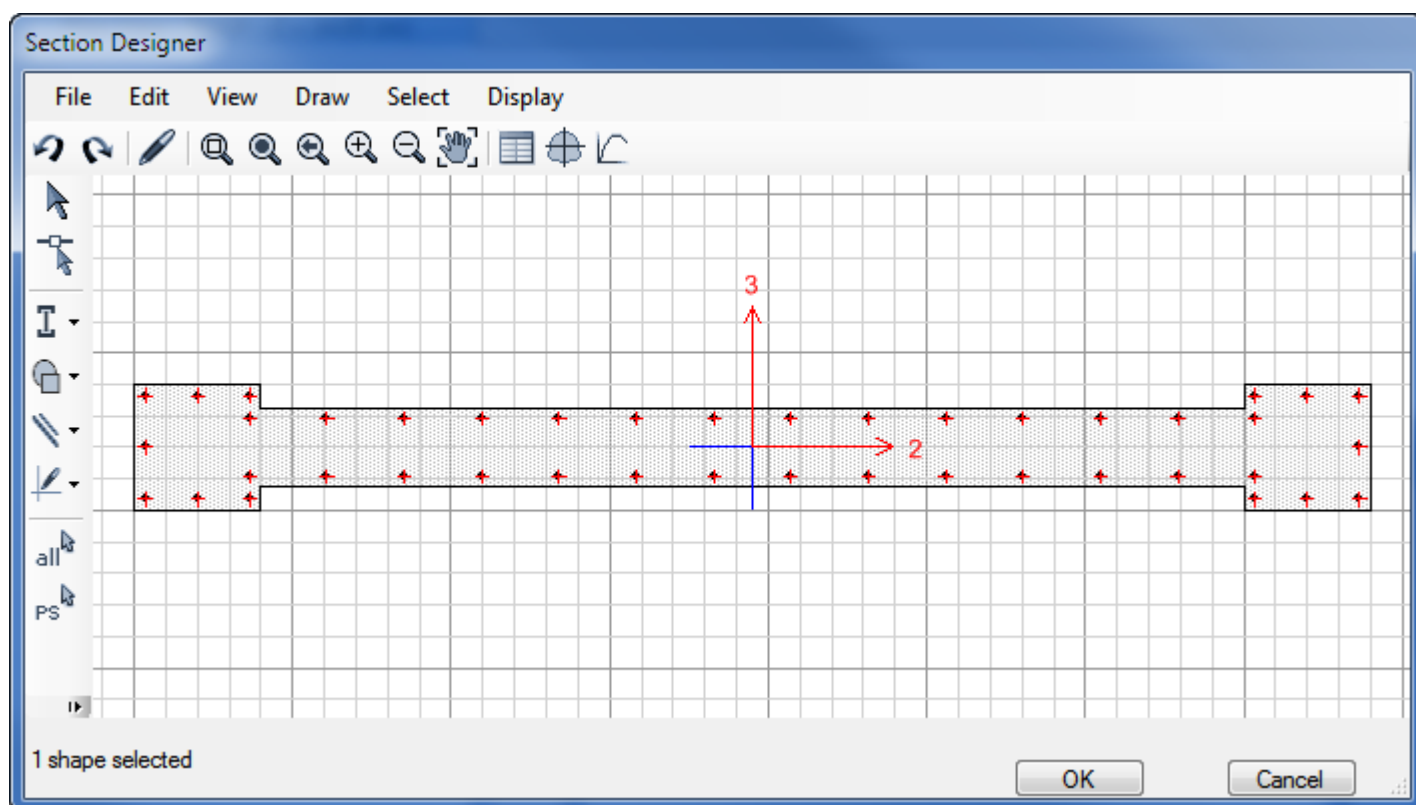 Section Designer
File Edit View Draw Select Display
3
2
all
PS
1 shape selected
OK Cancel